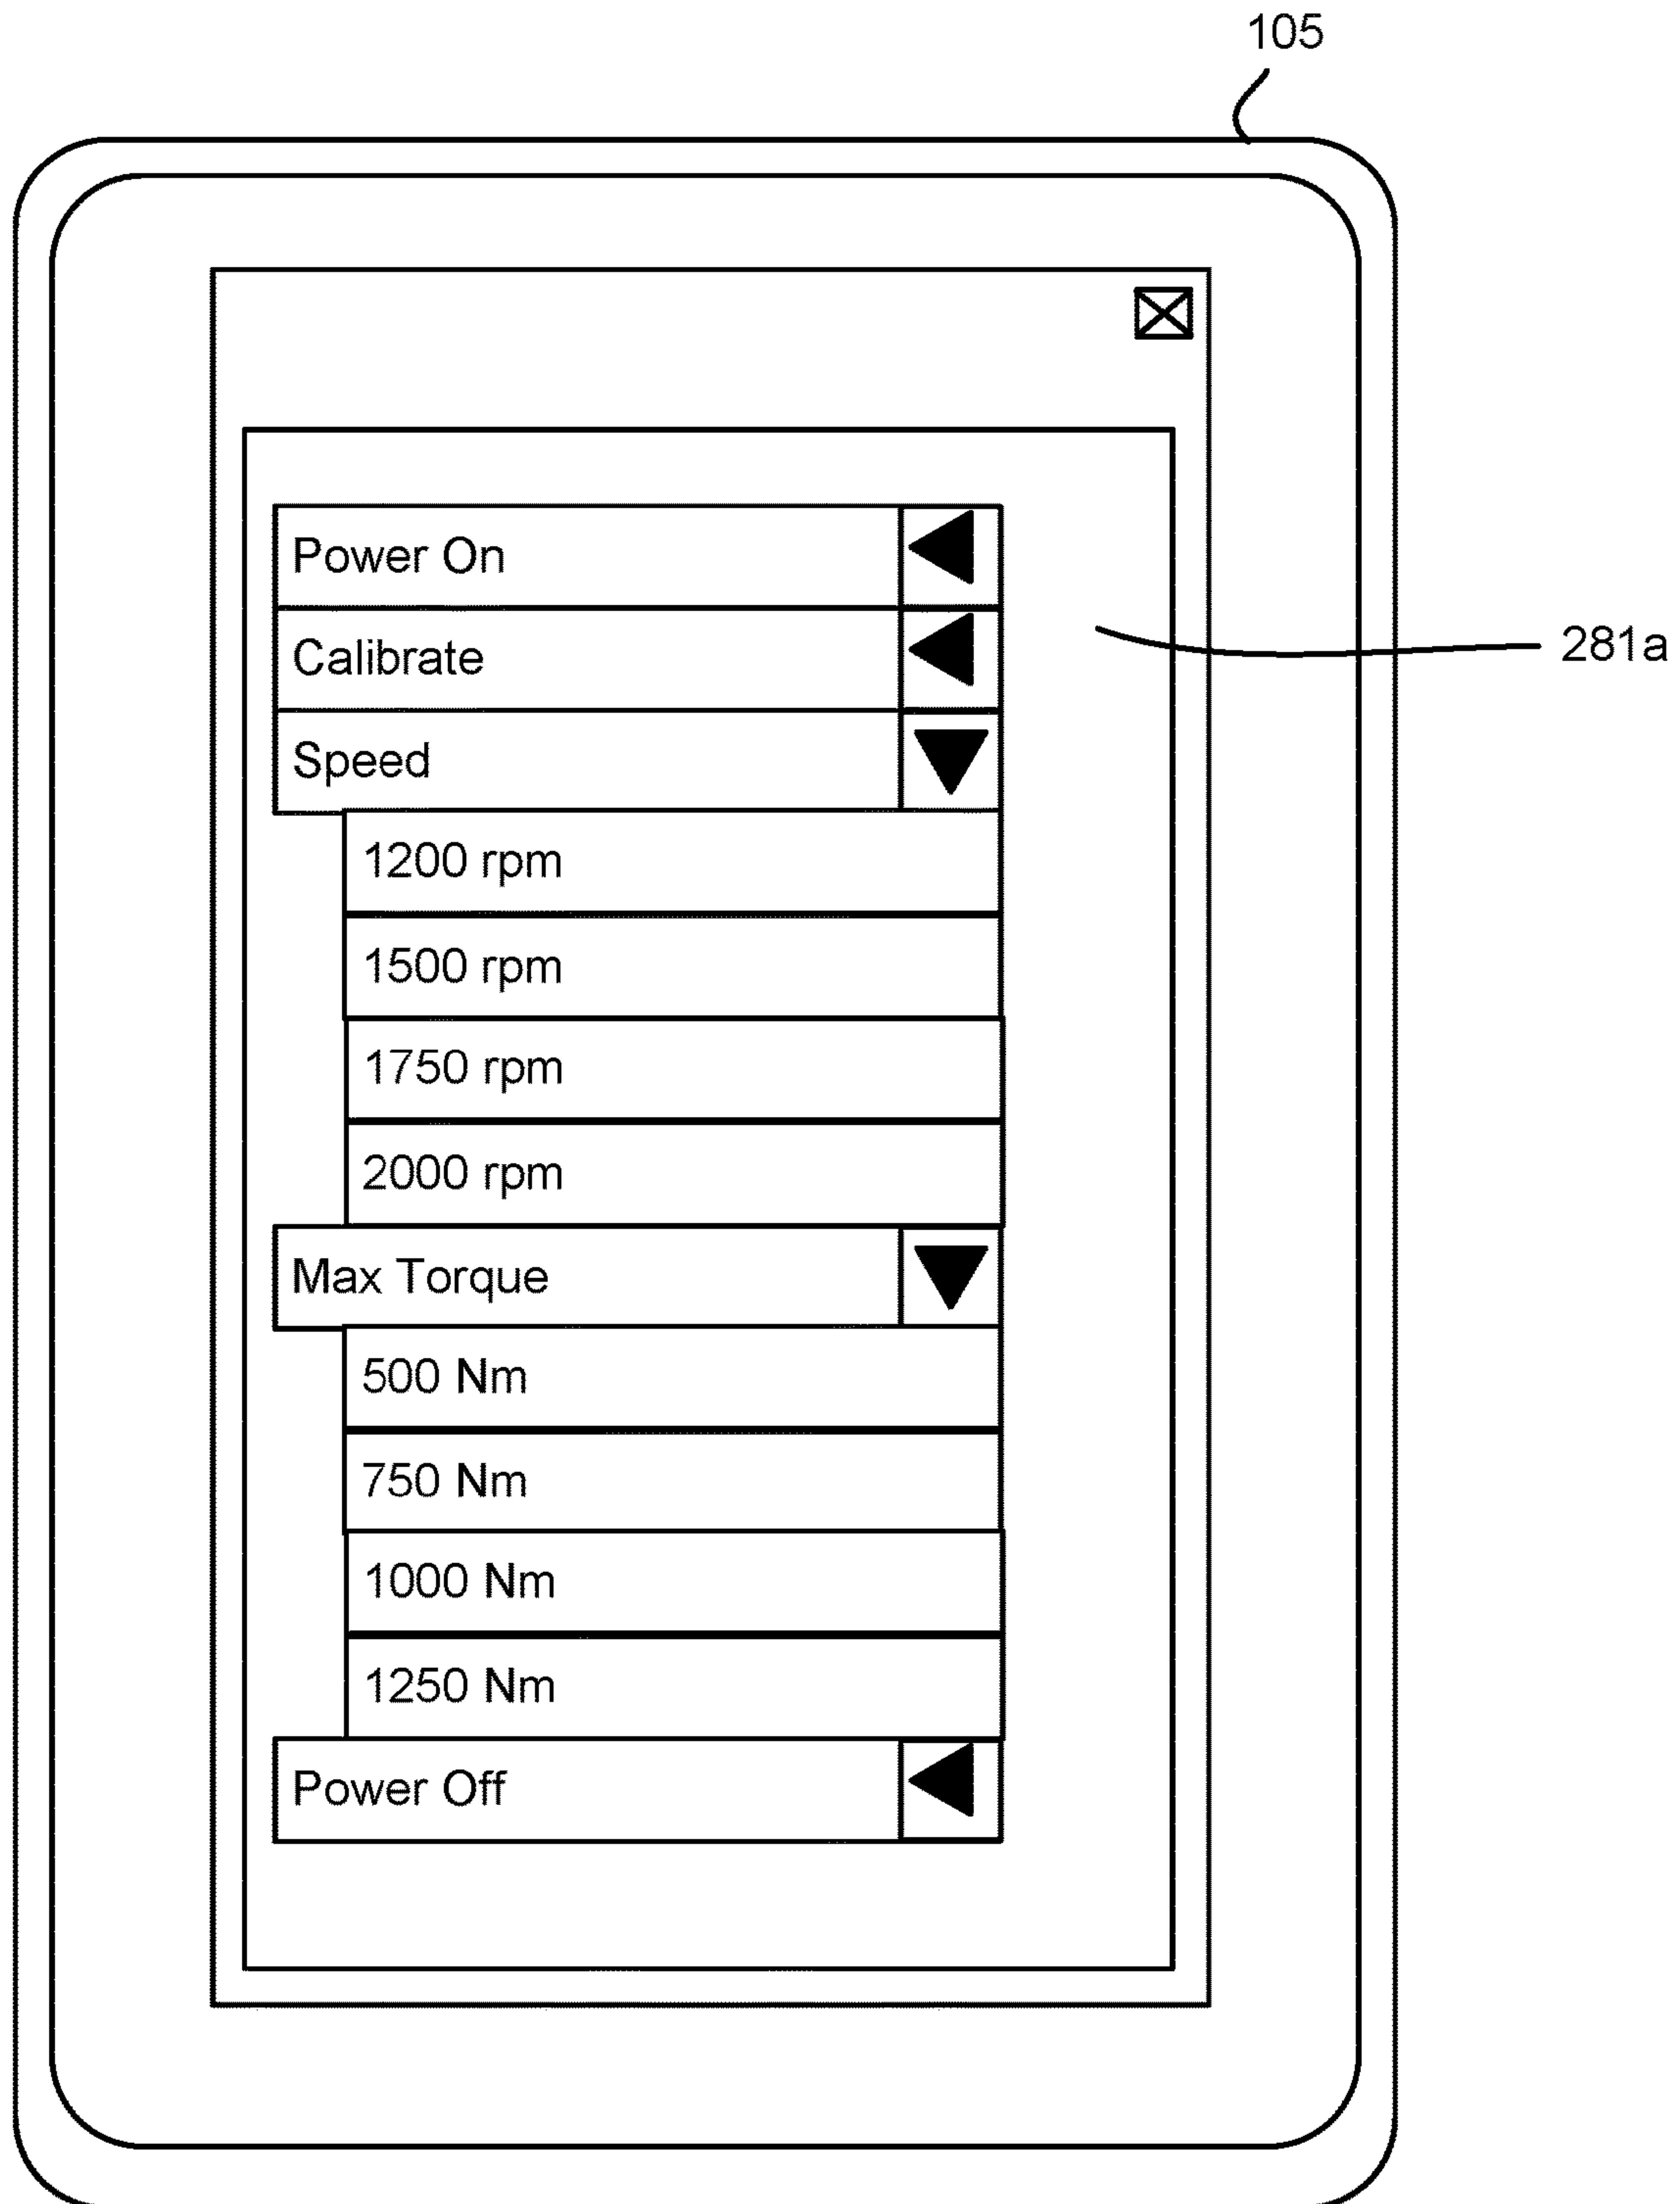 105
Power On
Calibrate
281a
Speed
1200 rpm
1500 rpm
1750 rpm
2000 rpm
Max Torque
500 Nm
750 Nm
1000 Nm
1250 Nm
Power Off